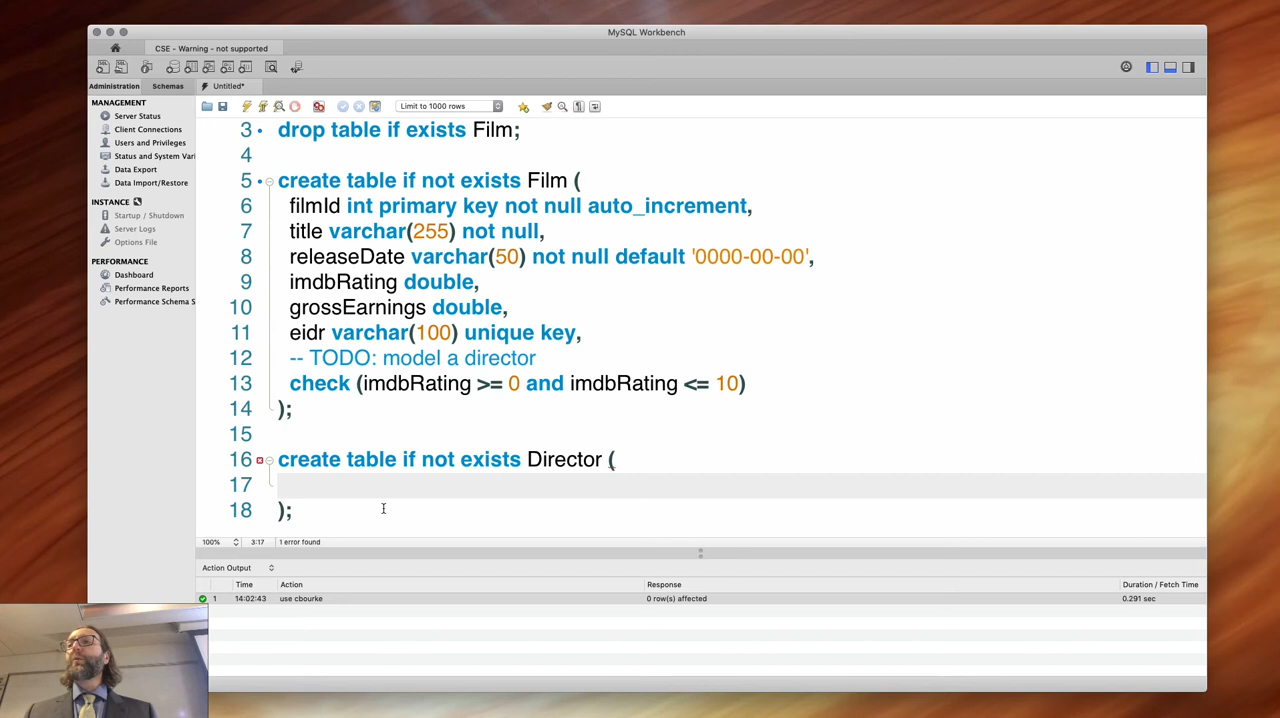 MySQL Workbench
CSE - Warning - not supported
Administration Schemas Untitled*
Limit to 1000 rows
MANAGEMENT
Server Status
Client Connections
Users and Privileges
Status and System Vari
Data Export
Data Import/Restore
INSTANCE
Startup / Shutdown
Server Logs
Options File
PERFORMANCE
Dashboard
Performance Reports
Performance Schema S
3 drop table if exists Film;
4
5 create table if not exists Film (
6 filmId int primary key not null auto_increment,
7 title varchar(255) not null,
8 releaseDate varchar(50) not null default '0000-00-00',
9 imdbRating double,
10 grossEarnings double,
11 eidr varchar(100) unique key,
12 -- TODO: model a director
13 check (imdbRating >= 0 and imdbRating <= 10)
14 );
15
16 create table if not exists Director (
17
18 );
100% 3:17 1 error found
Action Output
Time Action Response Duration / Fetch Time
1 14:02:43 use cbourke 0 row(s) affected 0.291 sec